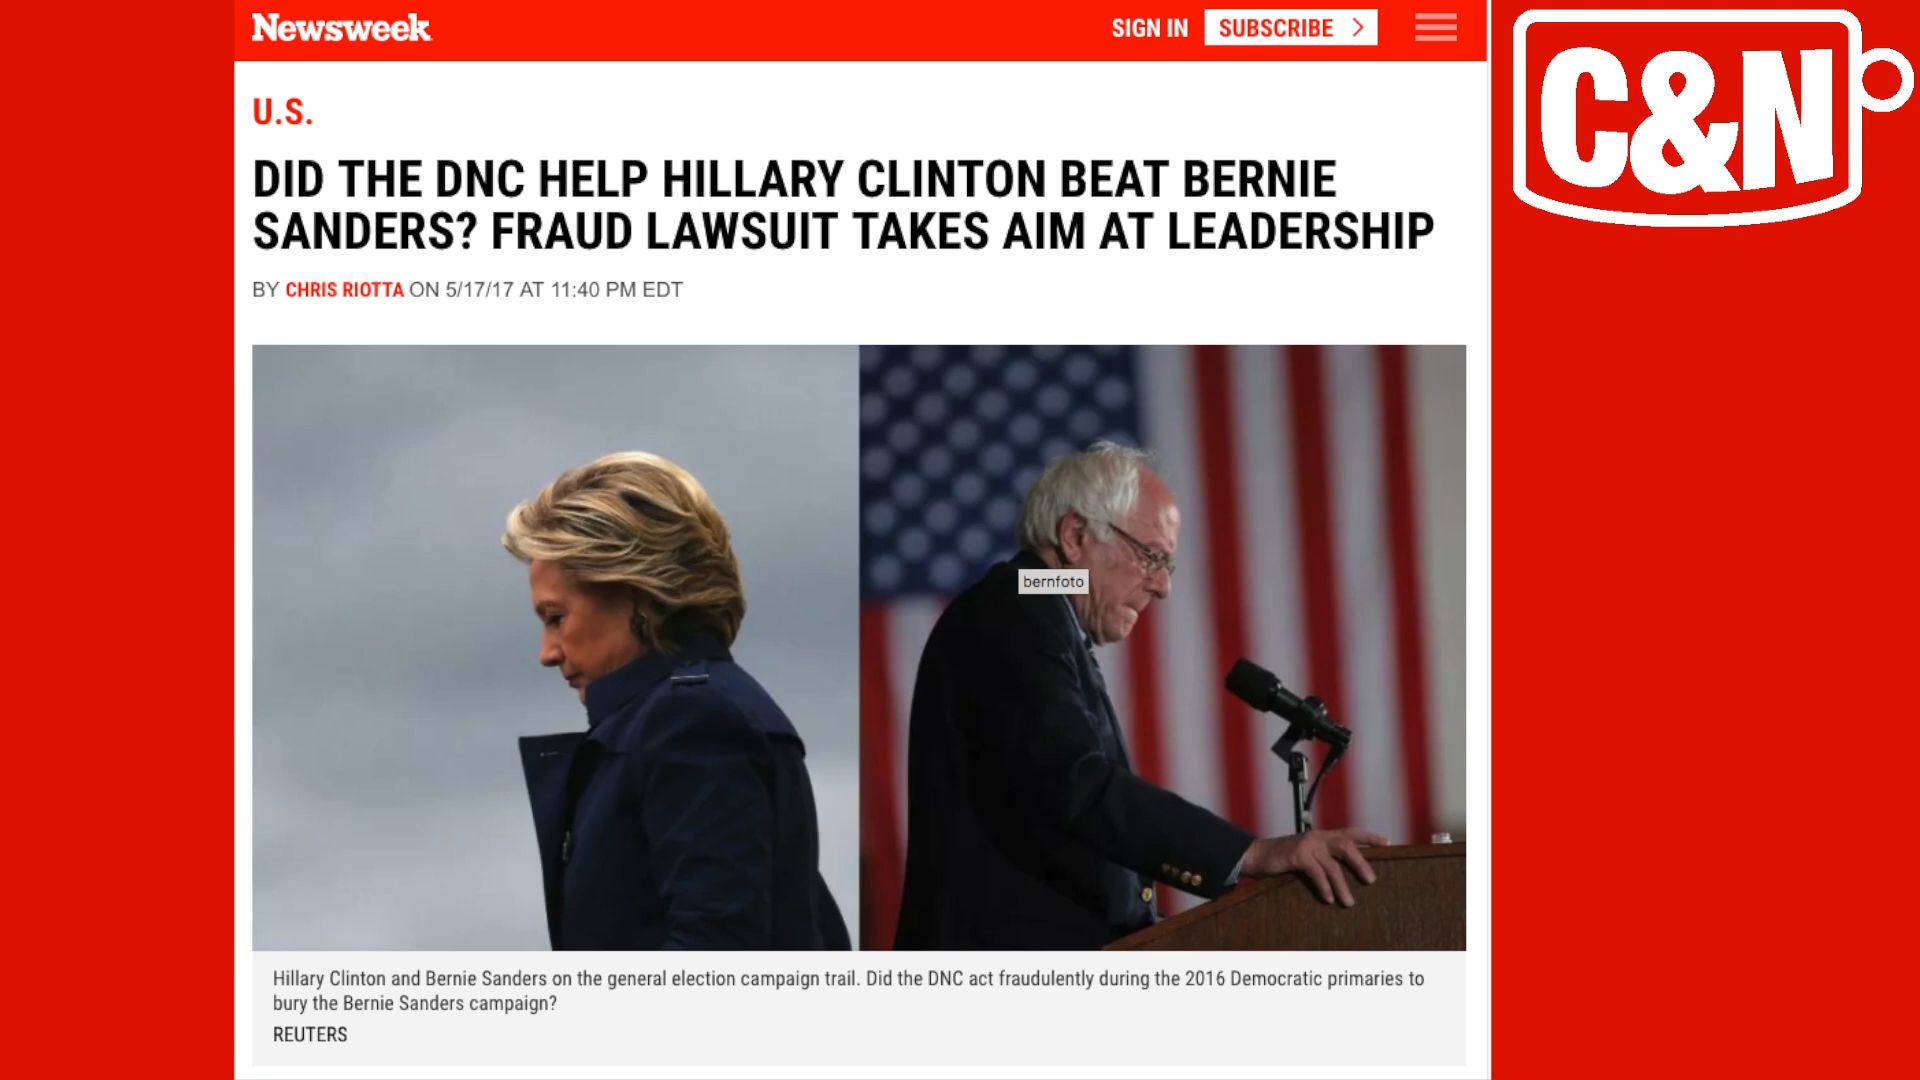 Newsweek
SIGN IN
SUBSCRIBE
C&N
U.S.
DID THE DNC HELP HILLARY CLINTON BEAT BERNIE
SANDERS? FRAUD LAWSUIT TAKES AIM AT LEADERSHIP
BY CHRIS RIOTTA ON 5/17/17 AT 11:40 PM EDT
bernfoto
Hillary Clinton and Bernie Sanders on the general election campaign trail. Did the DNC act fraudulently during the 2016 Democratic primaries to
bury the Bernie Sanders campaign?
REUTERS